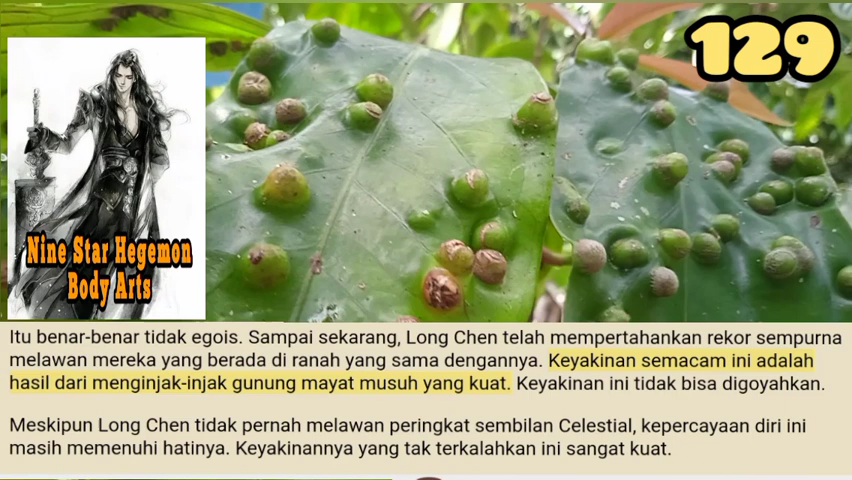 129
Nine Star Hegemon
Body Arts
Itu benar-benar tidak egois. Sampai sekarang, Long Chen telah mempertahankan rekor sempurna
melawan mereka yang berada di ranah yang sama dengannya. Keyakinan semacam ini adalah
hasil dari menginjak-injak gunung mayat musuh yang kuat. Keyakinan ini tidak bisa digoyahkan.
Meskipun Long Chen tidak pernah melawan peringkat sembilan Celestial, kepercayaan diri ini
masih memenuhi hatinya. Keyakinannya yang tak terkalahkan ini sangat kuat.